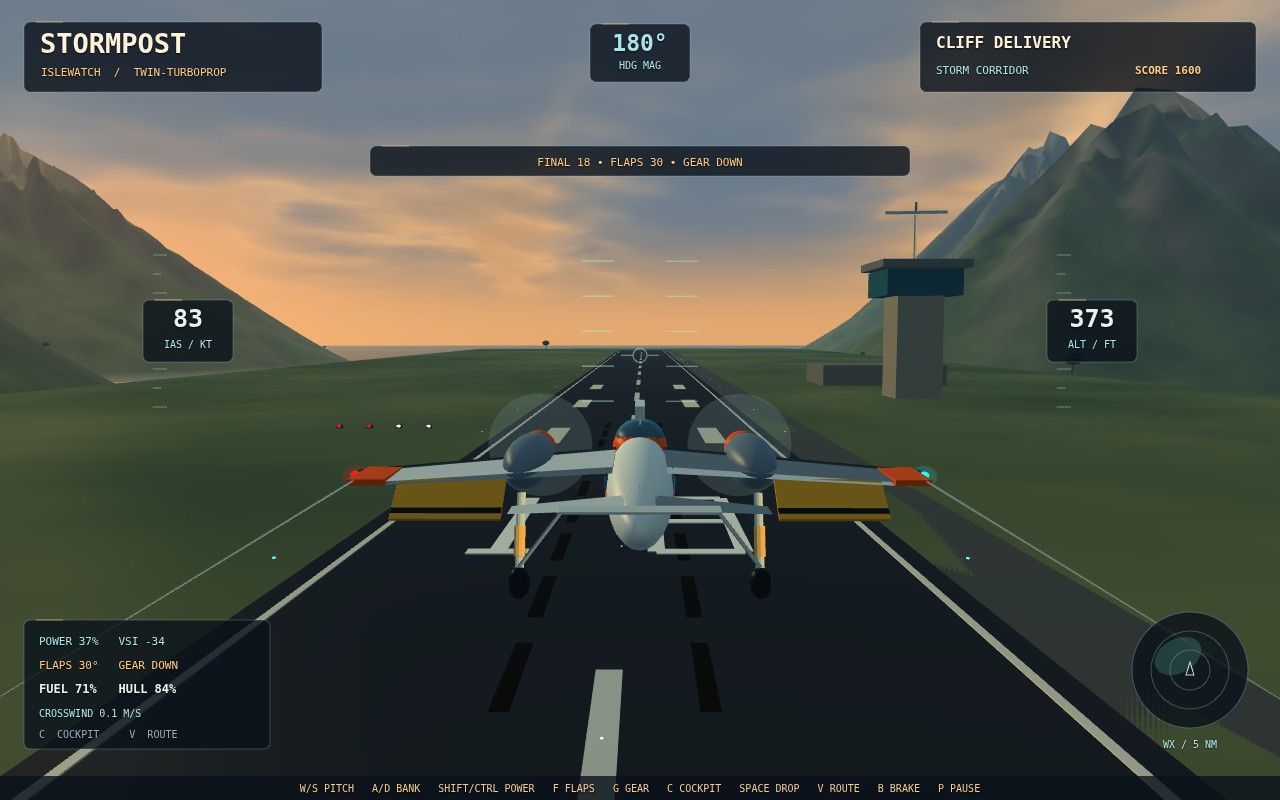 STORMPOST
ISLEWATCH / TWIN-TURBOPROP
180°
HDG MAG
CLIFF DELIVERY
STORM CORRIDOR SCORE 1600
FINAL 18 • FLAPS 30 • GEAR DOWN
83
IAS / KT
373
ALT / FT
POWER 37% VSI -34
FLAPS 30° GEAR DOWN
FUEL 71% HULL 84%
CROSSWIND 0.1 M/S
C COCKPIT V ROUTE
WX / 5 NM
W/S PITCH A/D BANK SHIFT/CTRL POWER F FLAPS G GEAR C COCKPIT SPACE DROP V ROUTE B BRAKE P PAUSE